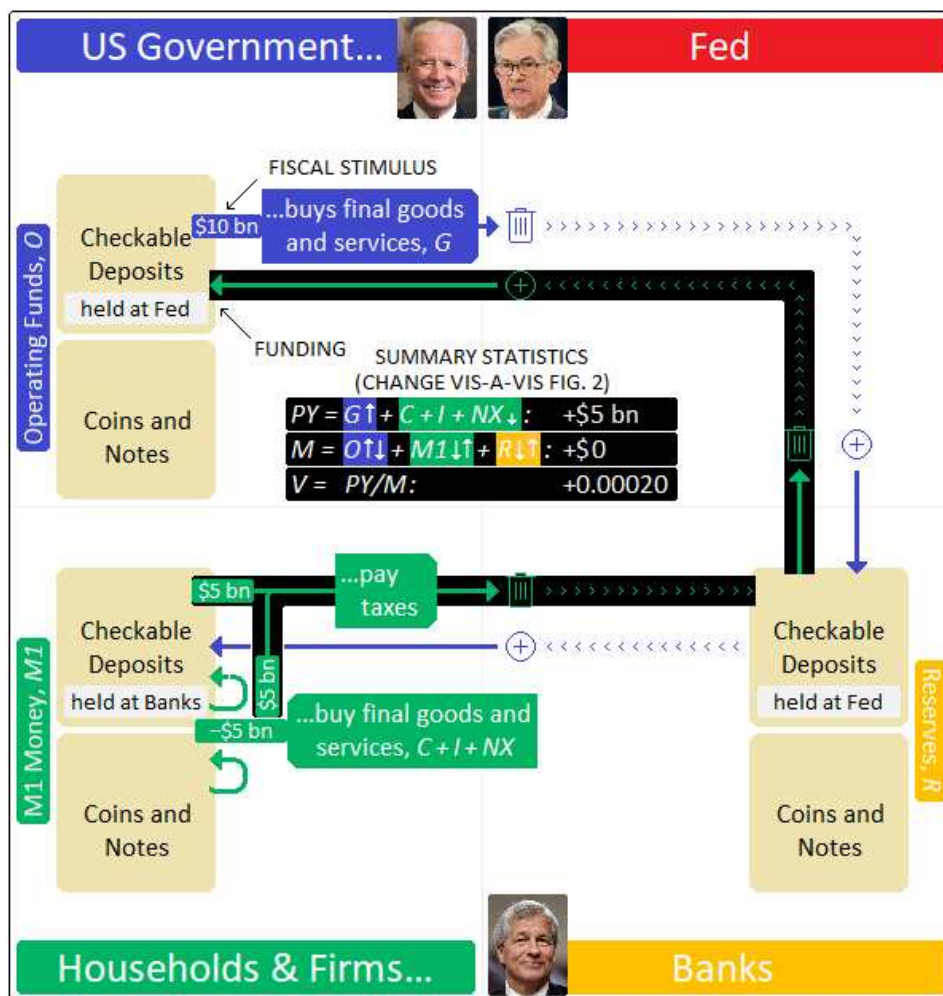 US Government...
Fed
FISCAL STIMULUS
$10 bn
...buys final goods
and services, G
Operating Funds, O
Checkable
Deposits
held at Fed
FUNDING
SUMMARY STATISTICS
(CHANGE VIS-A-VIS FIG. 2)
PY = G↑ + C + I + NX↓: +$5 bn
M = O↑↓ + M1↓↑ + R↓↑: +$0
V = PY/M: +0.00020
Coins and
Notes
M1 Money, M1
Checkable
Deposits
held at Banks
$5 bn
...pay
taxes
$5 bn
−$5 bn
...buy final goods and
services, C + I + NX
Coins and
Notes
Checkable
Deposits
held at Fed
Reserves, R
Coins and
Notes
Households & Firms...
Banks